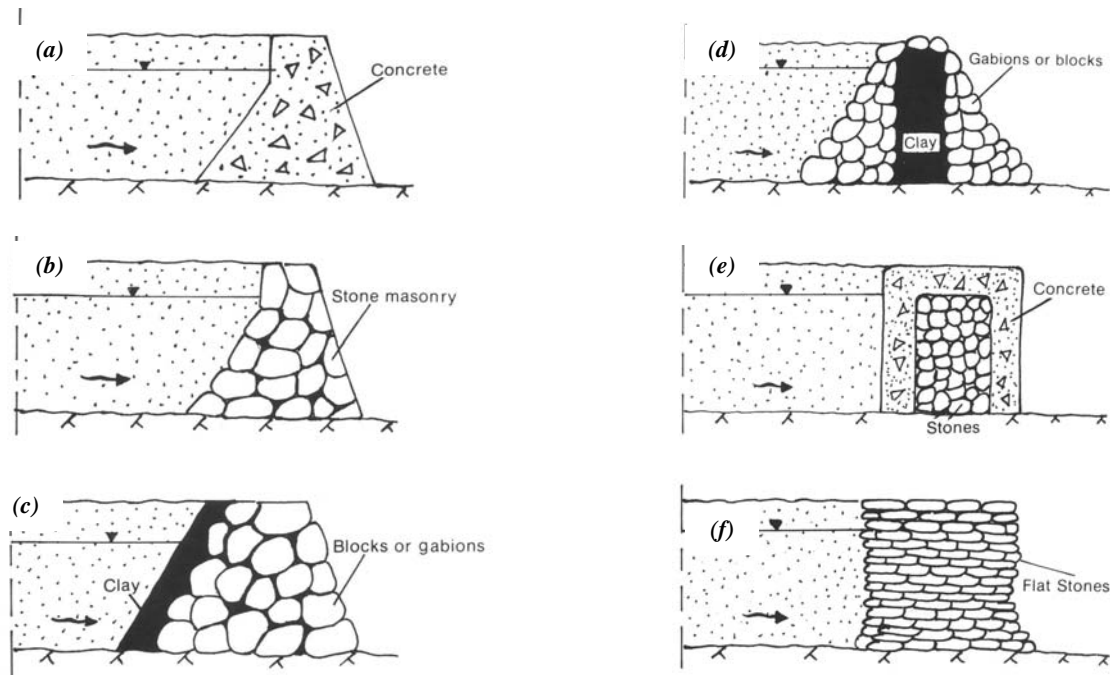 (a)
Concrete
(b)
Stone masonry
(c)
Blocks or gabions
Clay
(d)
Gabions or blocks
Clay
(e)
Concrete
Stones
(f)
Flat Stones